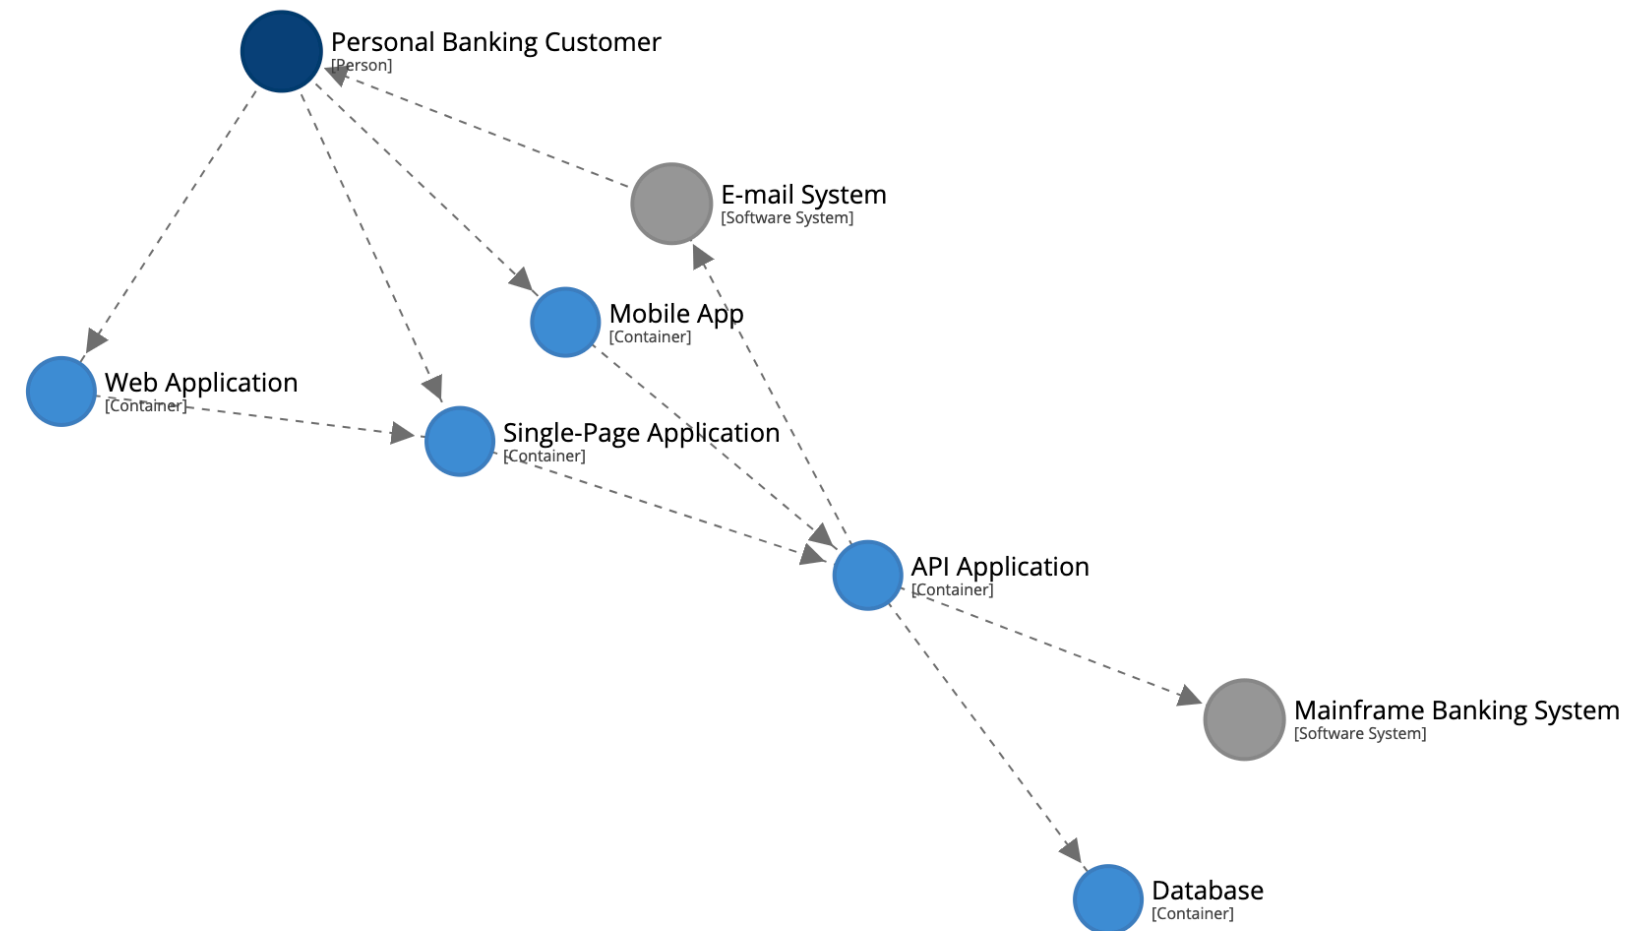 Personal Banking Customer
[Person]
E-mail System
[Software System]
Mobile App
[Container]
Web Application
[Container]
Single-Page Application
[Container]
API Application
[Container]
Mainframe Banking System
[Software System]
Database
[Container]